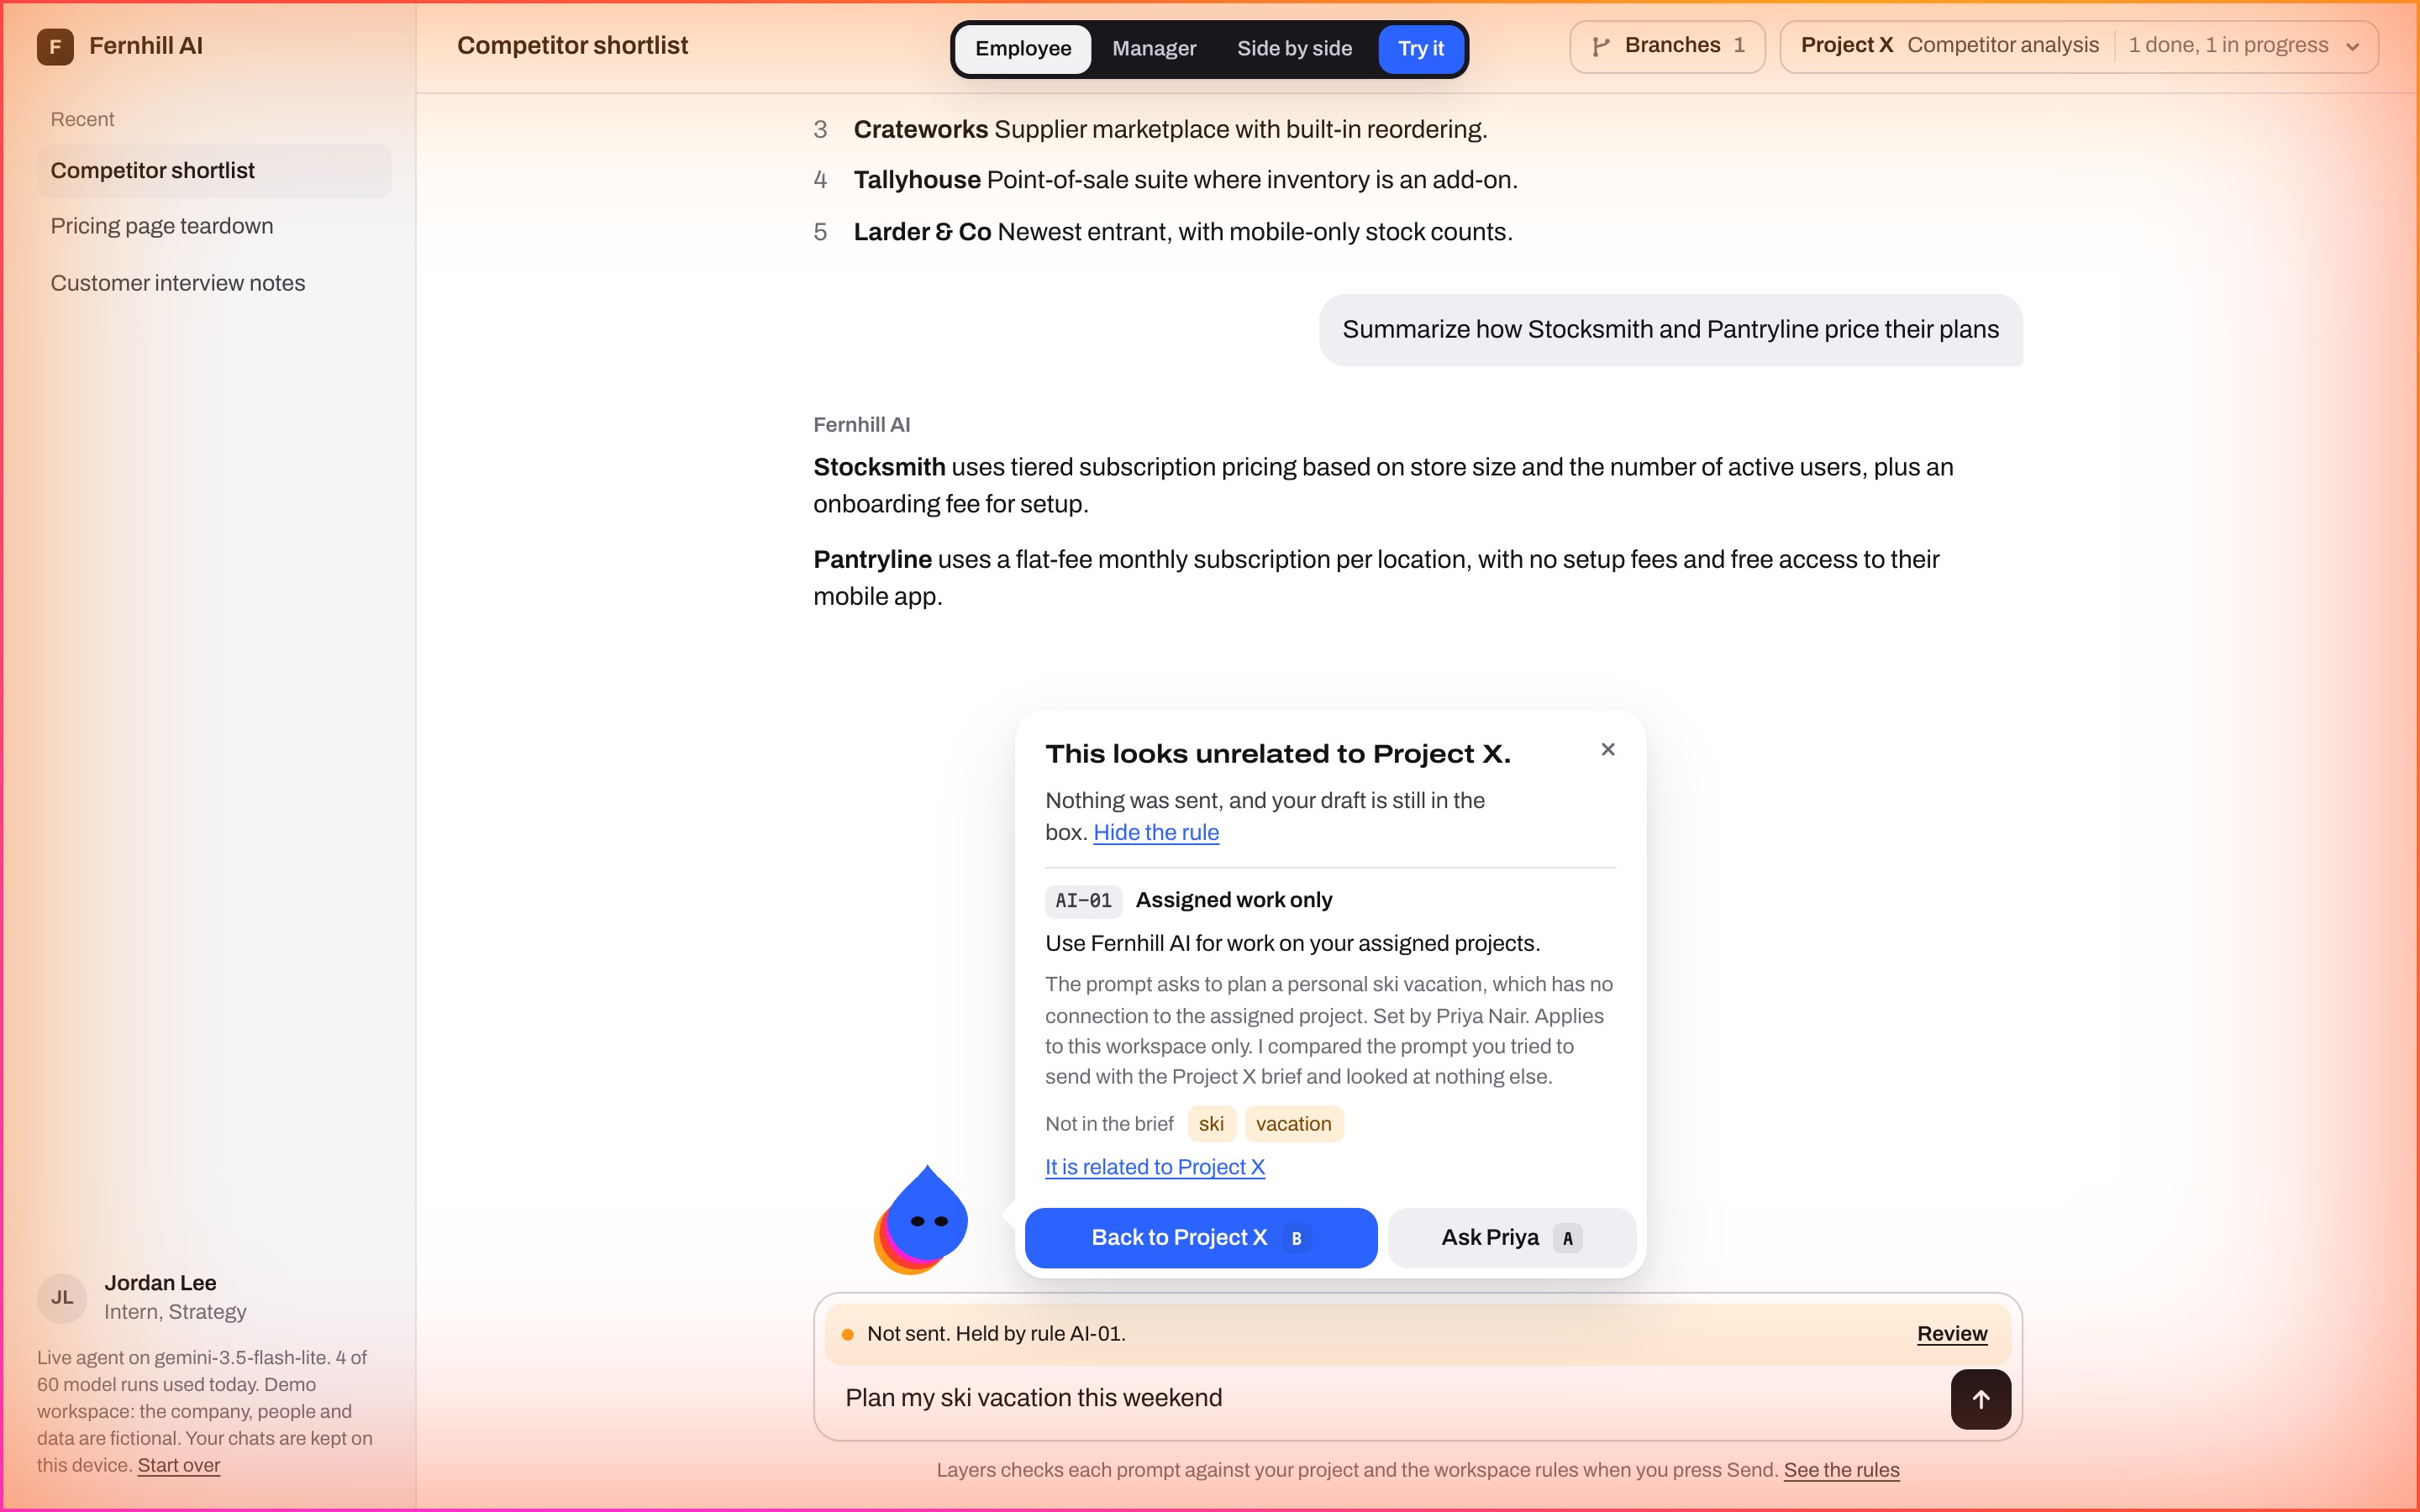 F Fernhill AI
Recent
Competitor shortlist
Pricing page teardown
Customer interview notes
JL
Jordan Lee
Intern, Strategy
Live agent on gemini-3.5-flash-lite. 4 of
60 model runs used today. Demo
workspace: the company, people and
data are fictional. Your chats are kept on
this device. Start over
Competitor shortlist
Employee Manager Side by side Try it
Branches 1
Project X Competitor analysis 1 done, 1 in progress
3 Crateworks Supplier marketplace with built-in reordering.
4 Tallyhouse Point-of-sale suite where inventory is an add-on.
5 Larder & Co Newest entrant, with mobile-only stock counts.
Summarize how Stocksmith and Pantryline price their plans
Fernhill AI
Stocksmith uses tiered subscription pricing based on store size and the number of active users, plus an
onboarding fee for setup.
Pantryline uses a flat-fee monthly subscription per location, with no setup fees and free access to their
mobile app.
This looks unrelated to Project X.
Nothing was sent, and your draft is still in the
box. Hide the rule
AI-01 Assigned work only
Use Fernhill AI for work on your assigned projects.
The prompt asks to plan a personal ski vacation, which has no
connection to the assigned project. Set by Priya Nair. Applies
to this workspace only. I compared the prompt you tried to
send with the Project X brief and looked at nothing else.
Not in the brief ski vacation
It is related to Project X
Back to Project X B
Ask Priya A
Not sent. Held by rule AI-01.
Review
Plan my ski vacation this weekend
Layers checks each prompt against your project and the workspace rules when you press Send. See the rules